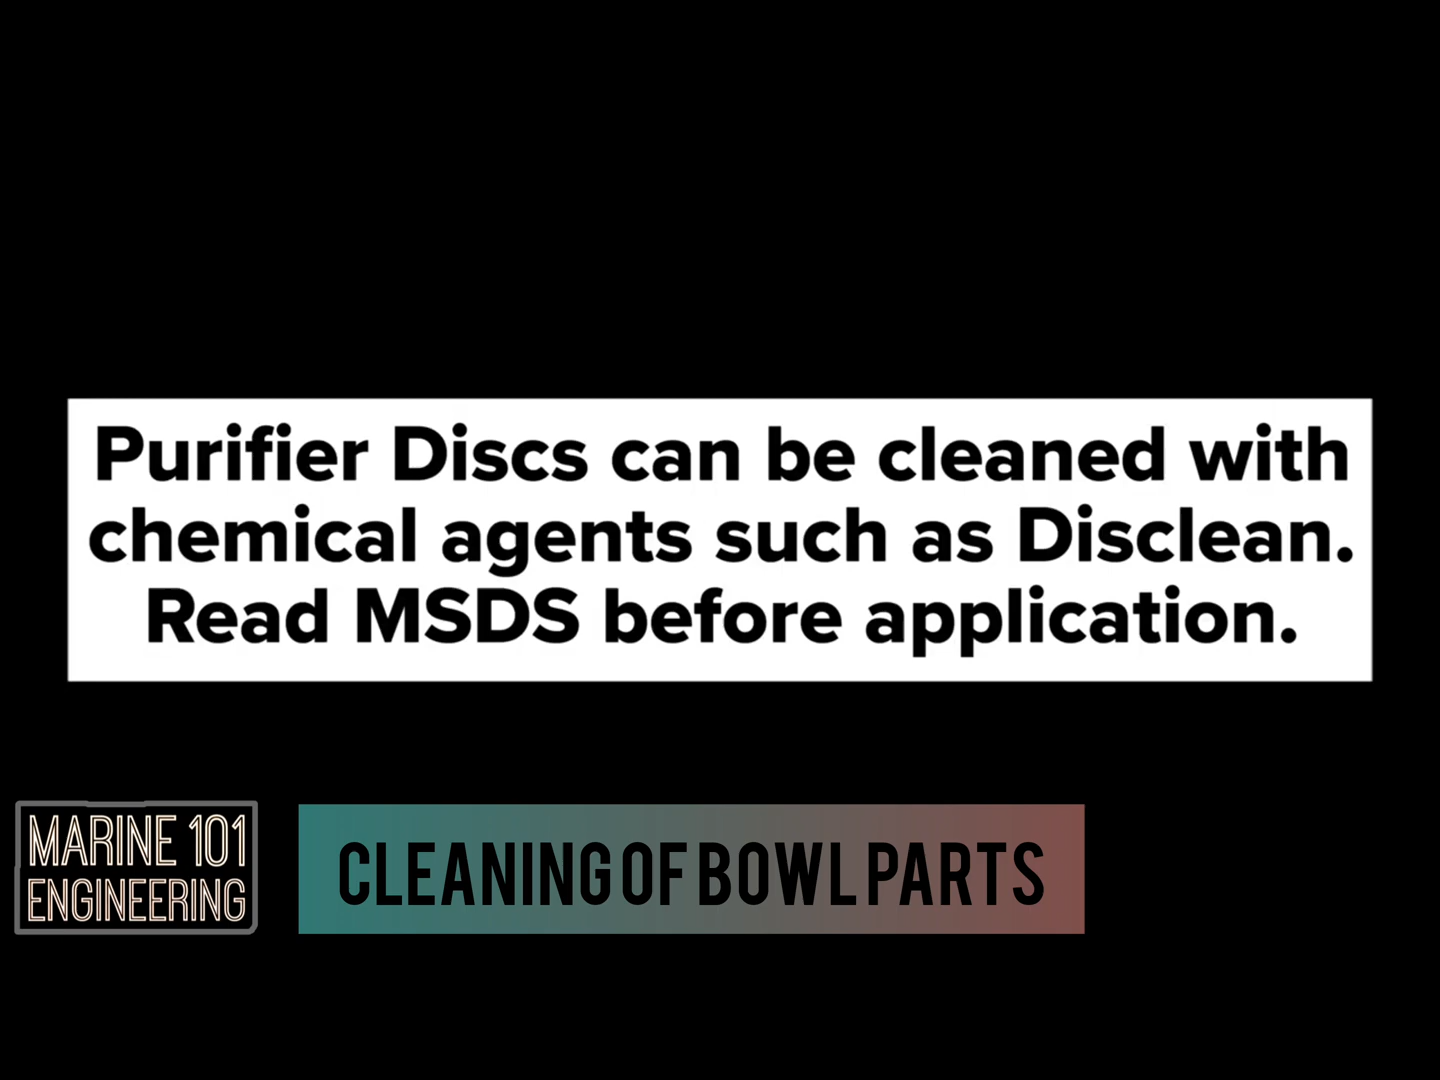 Purifier Discs can be cleaned with
chemical agents such as Disclean.
Read MSDS before application.
MARINE 101
ENGINEERING
CLEANING OF BOWL PARTS